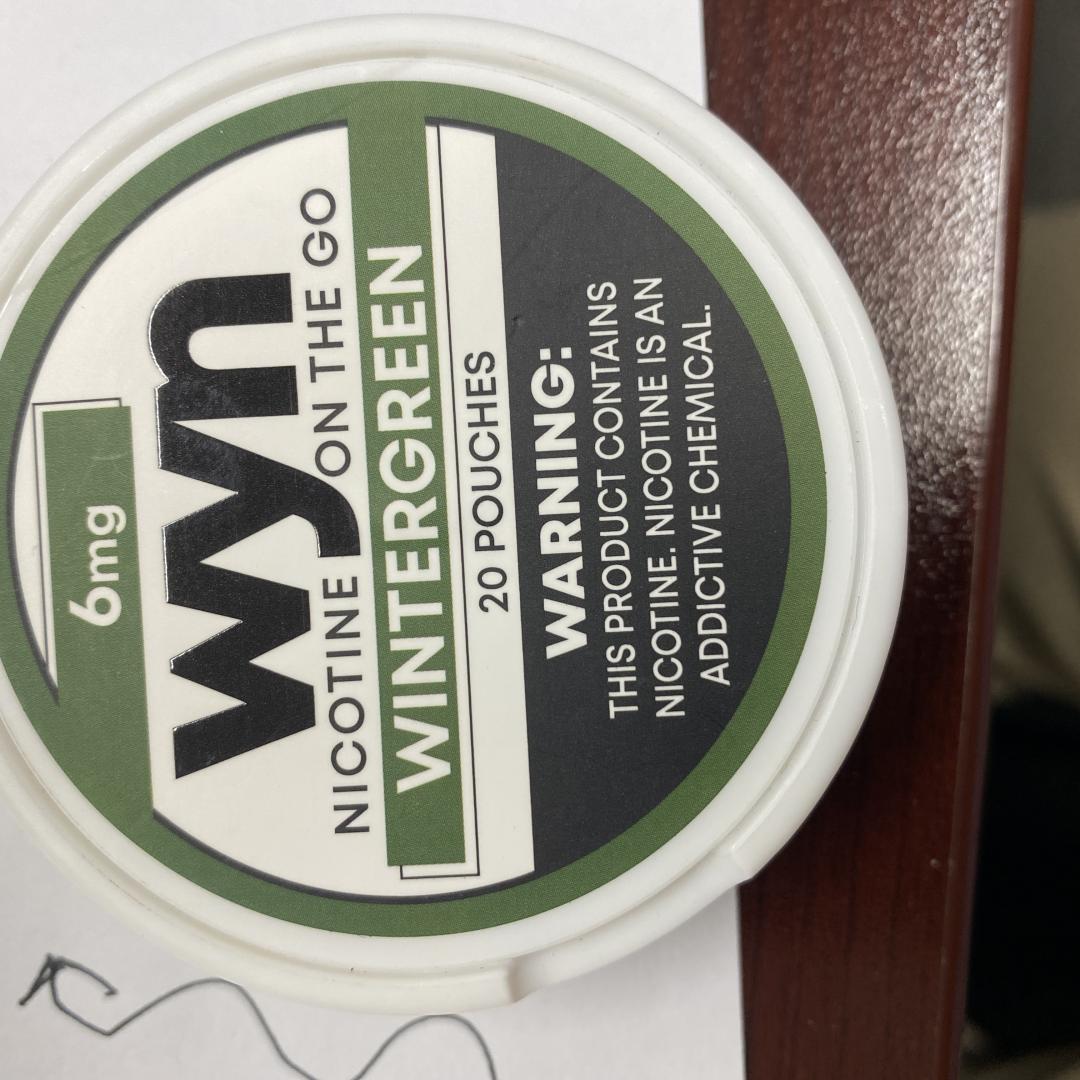 6mg
wyn
NICOTINE ON THE GO
WINTERGREEN
20 POUCHES
WARNING:
THIS PRODUCT CONTAINS
NICOTINE. NICOTINE IS AN
ADDICTIVE CHEMICAL.